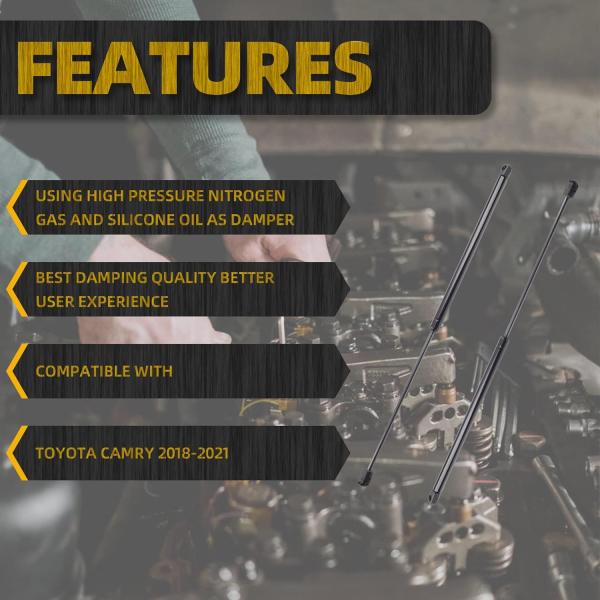 FEATURES
USING HIGH PRESSURE NITROGEN
GAS AND SILICONE OIL AS DAMPER
BEST DAMPING QUALITY BETTER
USER EXPERIENCE
COMPATIBLE WITH
TOYOTA CAMRY 2018-2021